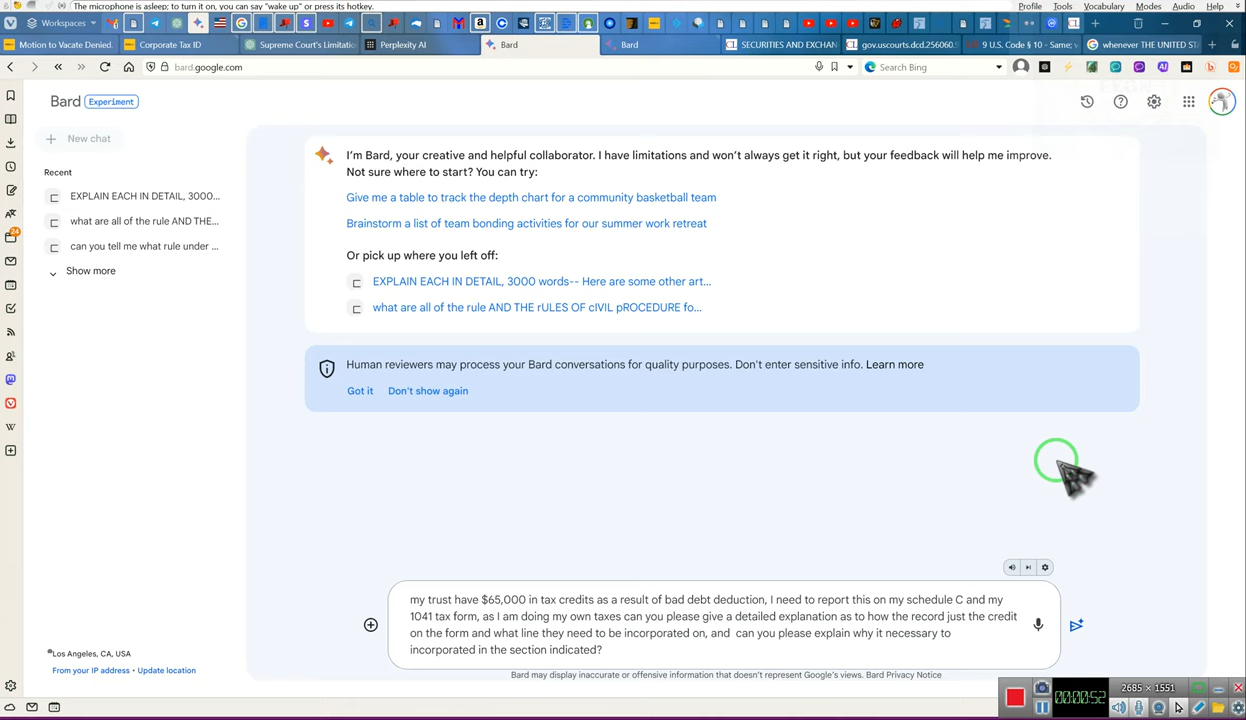 The microphone is asleep; to turn it on, you can say "wake up" or press its hotkey.
Profile Tools Vocabulary Modes Audio Help
Workspaces
Motion to Vacate Denied.
Corporate Tax ID
Supreme Court's Limitatio
Perplexity AI
Bard
Bard
SECURITIES AND EXCHAN
gov.uscourts.dcd.256060.
9 U.S. Code § 10 - Same; v
whenever THE UNITED ST
bard.google.com
Search Bing
Bard Experiment
New chat
Recent
EXPLAIN EACH IN DETAIL, 3000...
what are all of the rule AND THE...
can you tell me what rule under ...
Show more
I'm Bard, your creative and helpful collaborator. I have limitations and won't always get it right, but your feedback will help me improve.
Not sure where to start? You can try:
Give me a table to track the depth chart for a community basketball team
Brainstorm a list of team bonding activities for our summer work retreat
Or pick up where you left off:
EXPLAIN EACH IN DETAIL, 3000 words-- Here are some other art...
what are all of the rule AND THE rULES OF cIVIL pROCEDURE fo...
Human reviewers may process your Bard conversations for quality purposes. Don't enter sensitive info. Learn more
Got it Don't show again
my trust have $65,000 in tax credits as a result of bad debt deduction, I need to report this on my schedule C and my
1041 tax form, as I am doing my own taxes can you please give a detailed explanation as to how the record just the credit
on the form and what line they need to be incorporated on, and can you please explain why it necessary to
incorporated in the section indicated?
Los Angeles, CA, USA
From your IP address • Update location
Bard may display inaccurate or offensive information that doesn't represent Google's views. Bard Privacy Notice
24
00:00:52
2685 × 1551